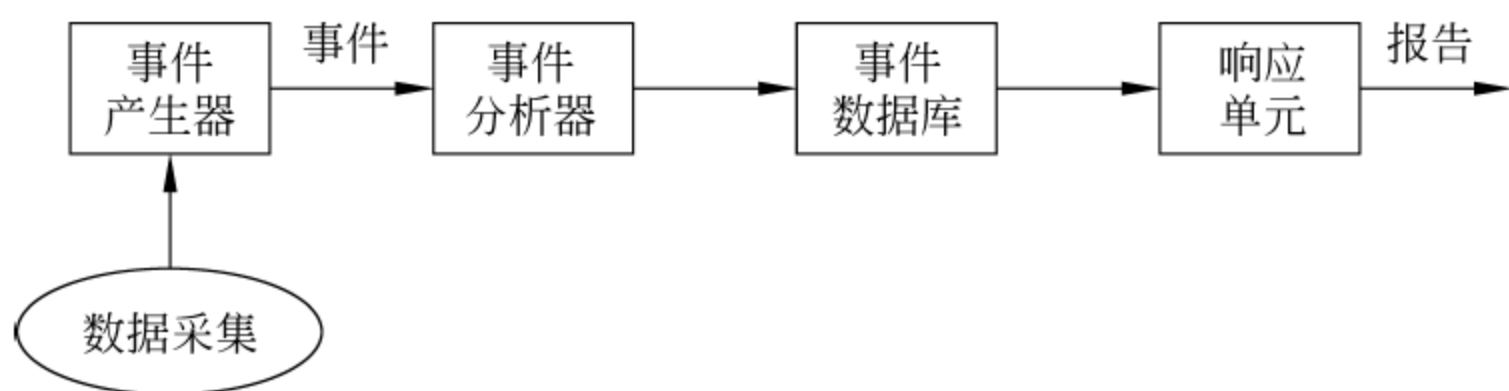 事件
产生器
事件
事件
分析器
事件
数据库
响应
单元
报告
数据采集